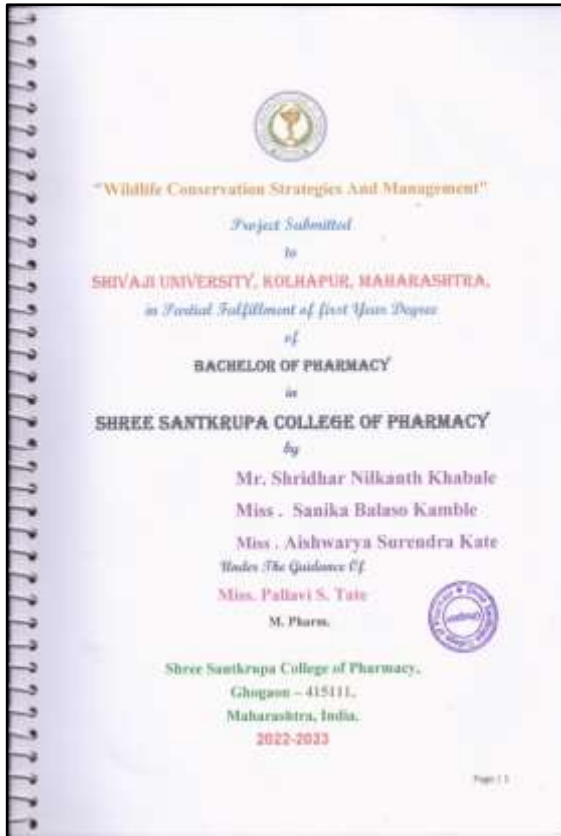 "Wildlife Conservation Strategies And Management"
Project Submitted
to
SHIVAJI UNIVERSITY, KOLHAPUR, MAHARASHTRA,
in Partial Fulfillment of first Year Degree
of
BACHELOR OF PHARMACY
in
SHREE SANTKRUPA COLLEGE OF PHARMACY
by
Mr. Shridhar Nilkanth Khabale
Miss . Sanika Balaso Kamble
Miss . Aishwarya Surendra Kate
Under The Guidance Of
Miss. Pallavi S. Tate
M. Pharm.
Shree Santkrupa College of Pharmacy,
Ghogaon – 415111,
Maharashtra, India.
2022-2023
Page | 1